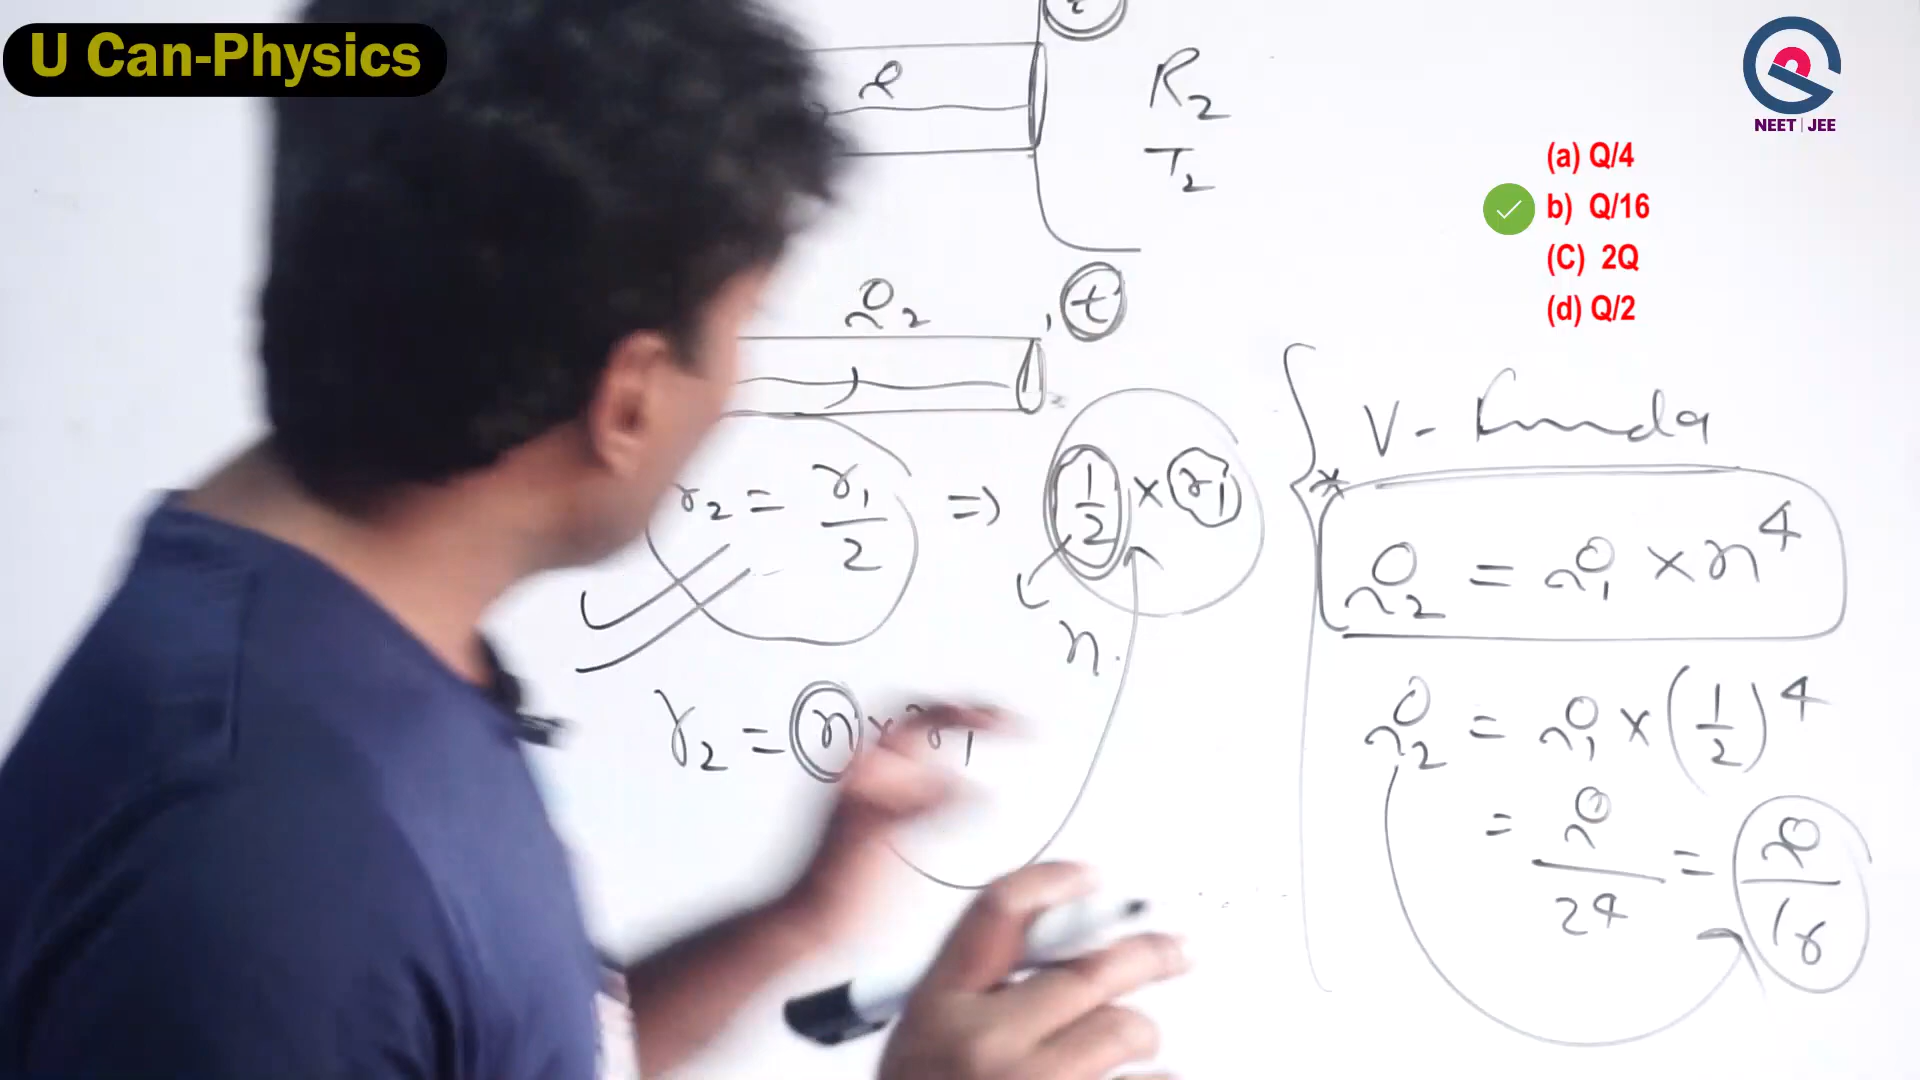 U Can-Physics
NEET | JEE
(a) Q/4
b) Q/16
(C) 2Q
(d) Q/2
R₂
T₂
Q₂
, t
V - Funda
r₂ = r₁/2 => 1/2 × r₁
n
Q₂ = Q₁ × n⁴
r₂ = n × r₁
Q₂ = Q₁ × (1/2)⁴
= Q/2⁴ = Q/16